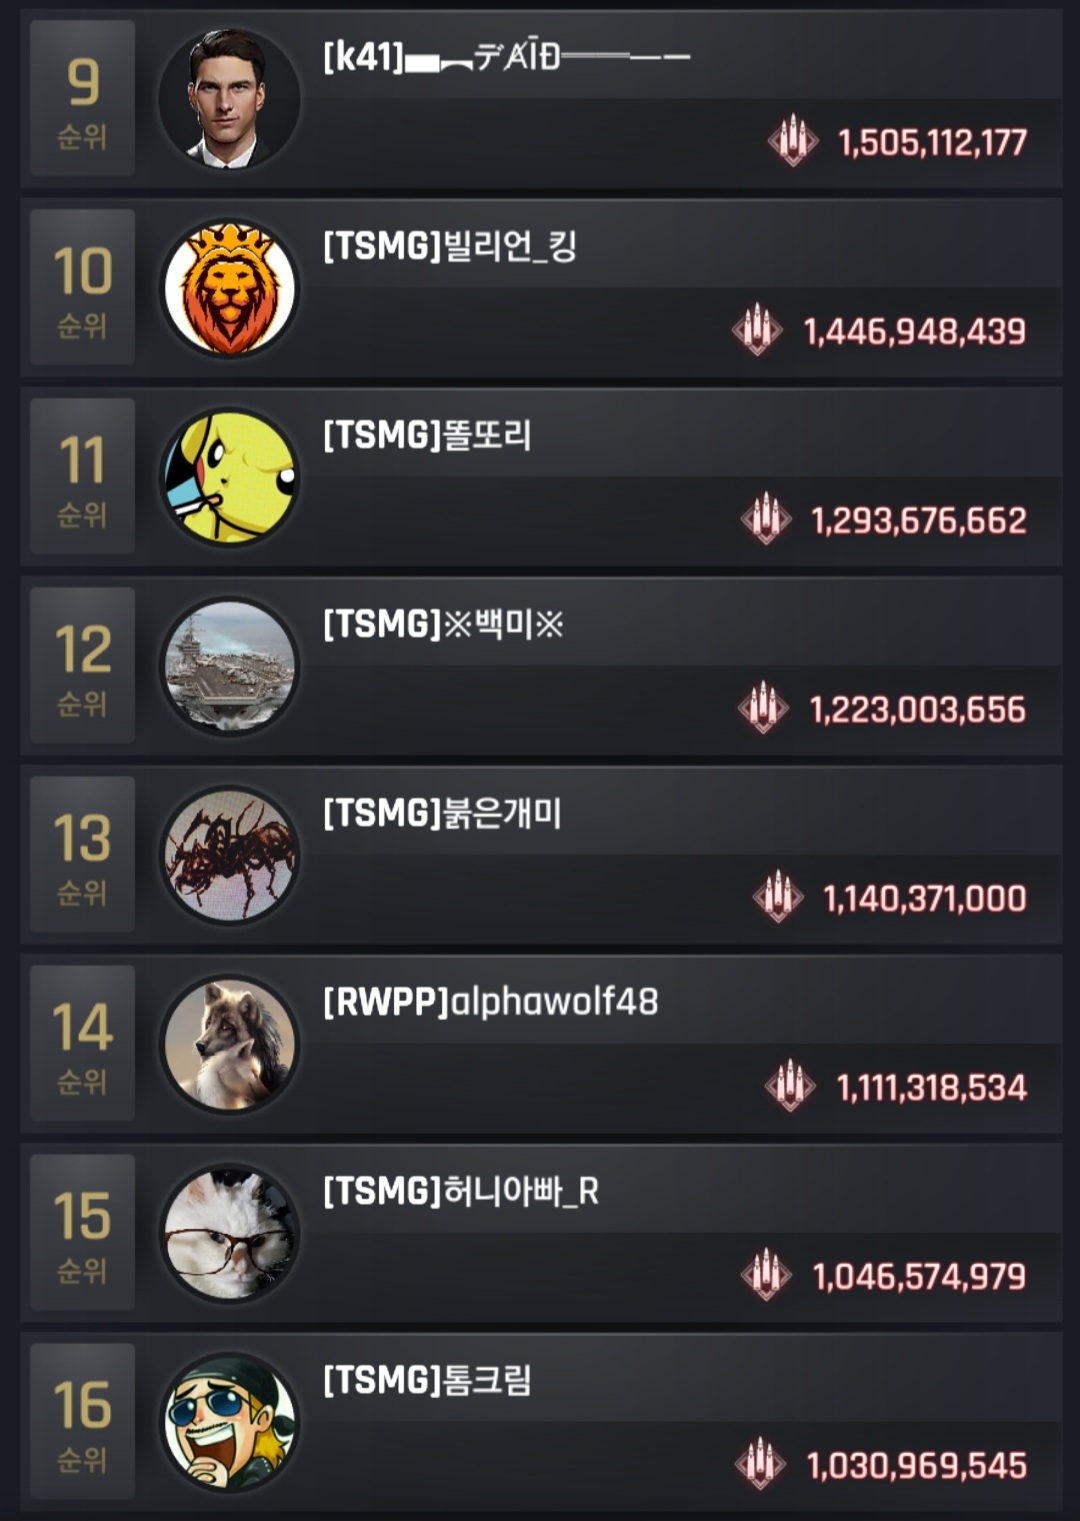 9
순위
[k41]▅︻デȺĪĐ═══━━
1,505,112,177
10
순위
[TSMG]빌리언_킹
1,446,948,439
11
순위
[TSMG]똘또리
1,293,676,662
12
순위
[TSMG]※백미※
1,223,003,656
13
순위
[TSMG]붉은개미
1,140,371,000
14
순위
[RWPP]alphawolf48
1,111,318,534
15
순위
[TSMG]허니아빠_R
1,046,574,979
16
순위
[TSMG]톰크림
1,030,969,545